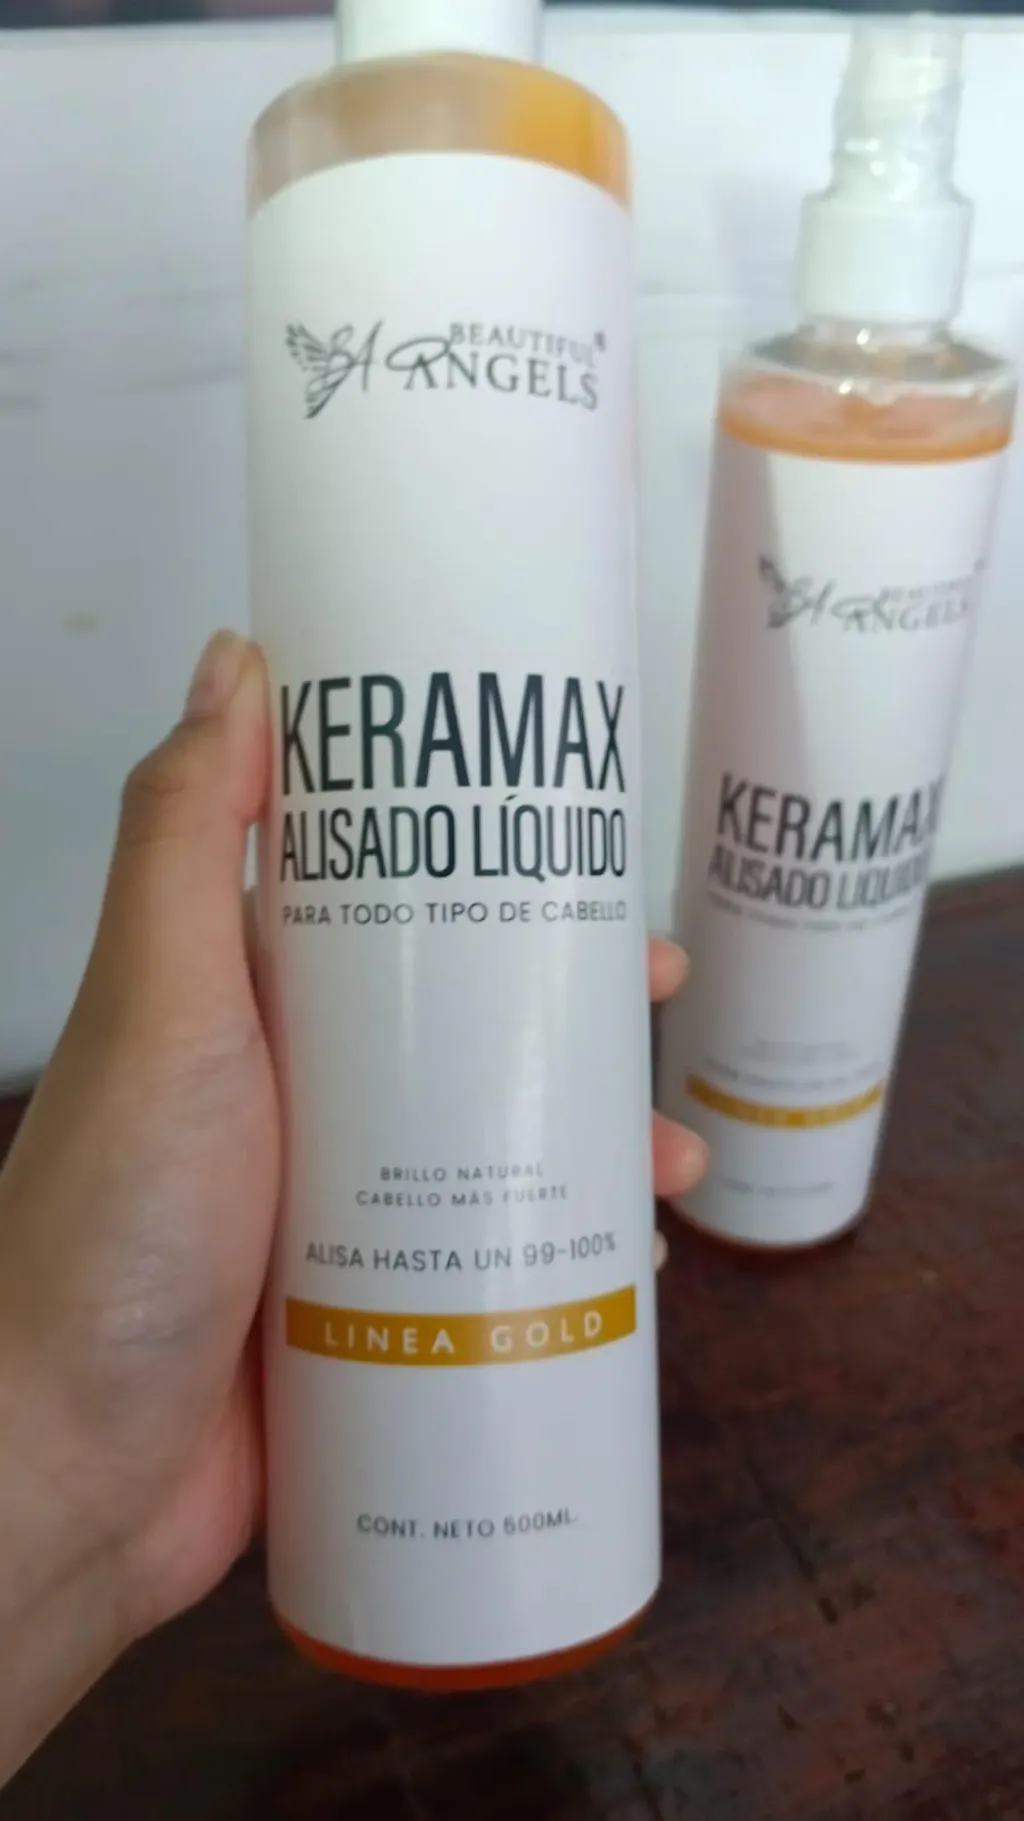 BA BEAUTIFUL
ANGELS
KERAMAX
ALISADO LÍQUIDO
PARA TODO TIPO DE CABELLO
BRILLO NATURAL
CABELLO MÁS FUERTE
ALISA HASTA UN 99-100%
LINEA GOLD
CONT. NETO 500ML.
BA BEAUTIFUL
ANGELS
KERAMAX
ALISADO LIQUIDO